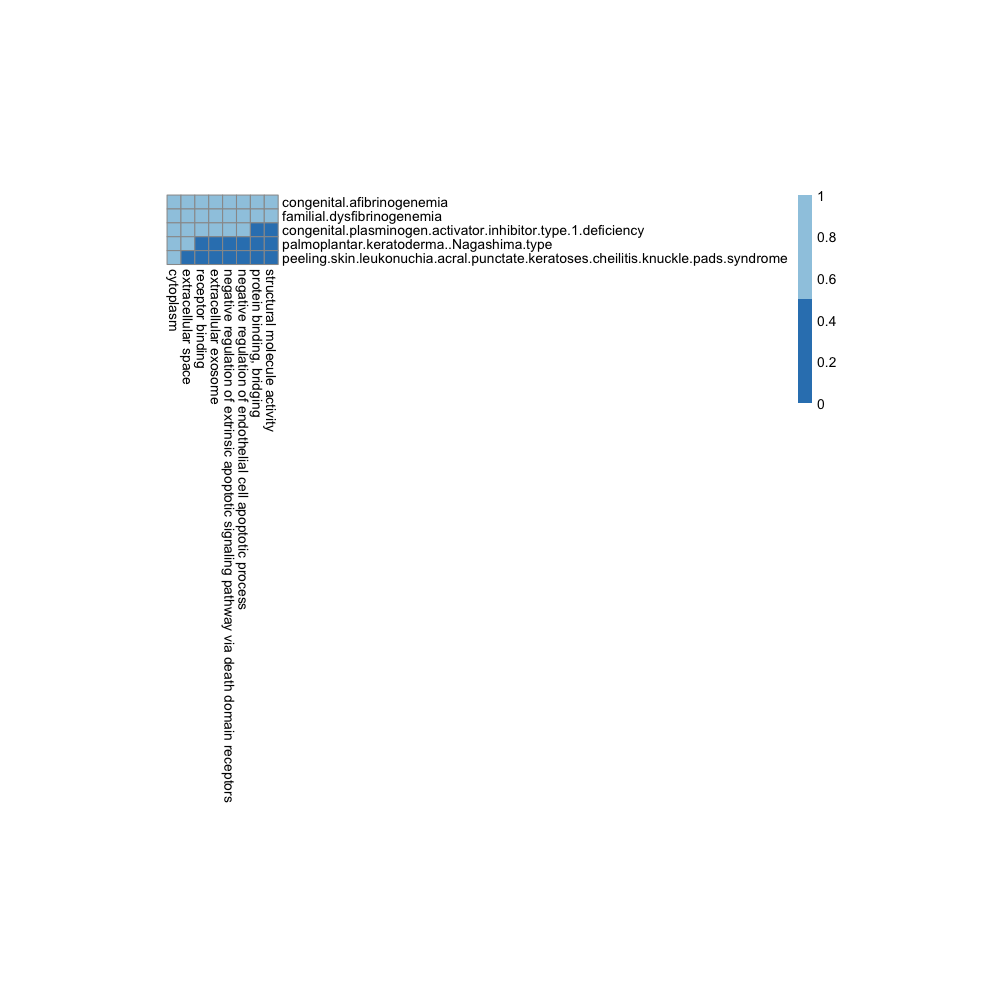 congenital.afibrinogenemia
familial.dysfibrinogenemia
congenital.plasminogen.activator.inhibitor.type.1.deficiency
palmoplantar.keratoderma..Nagashima.type
peeling.skin.leukonuchia.acral.punctate.keratoses.cheilitis.knuckle.pads.syndrome
cytoplasm
extracellular space
receptor binding
extracellular exosome
negative regulation of extrinsic apoptotic signaling pathway via death domain receptors
negative regulation of endothelial cell apoptotic process
protein binding, bridging
structural molecule activity
1
0.8
0.6
0.4
0.2
0